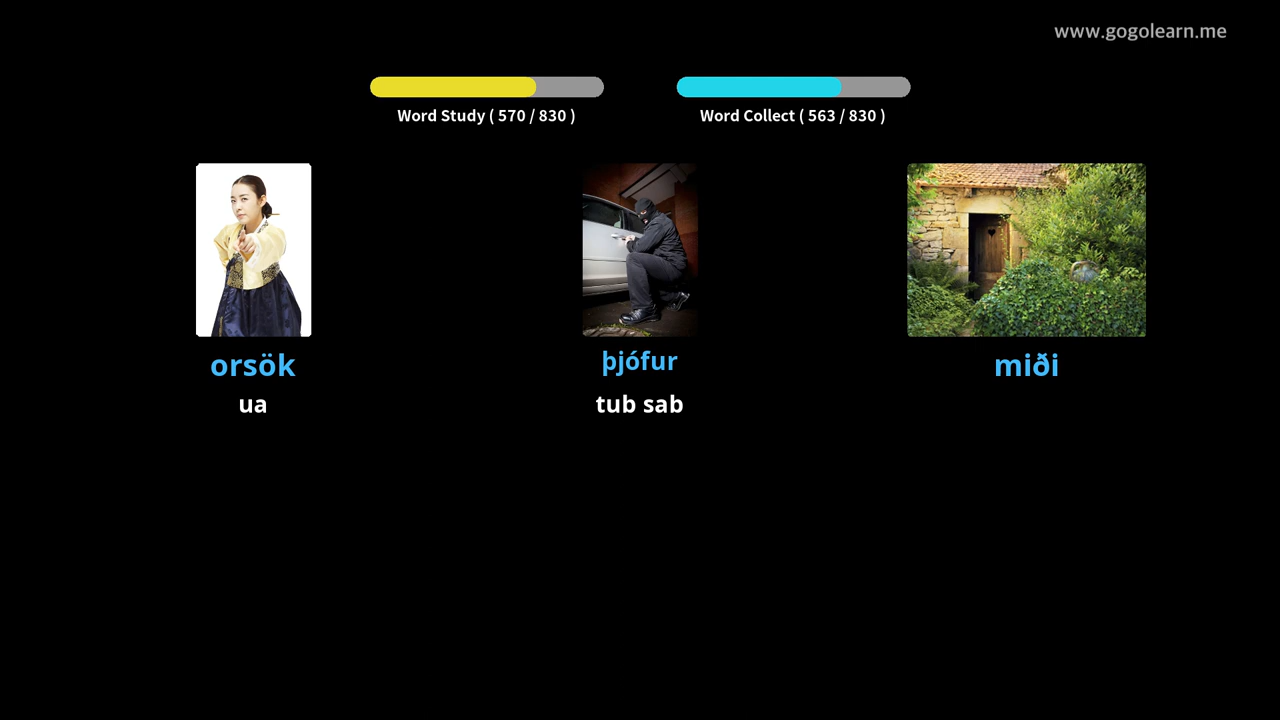 www.gogolearn.me
Word Study ( 570 / 830 )
Word Collect ( 563 / 830 )
orsök
þjófur
miði
ua
tub sab